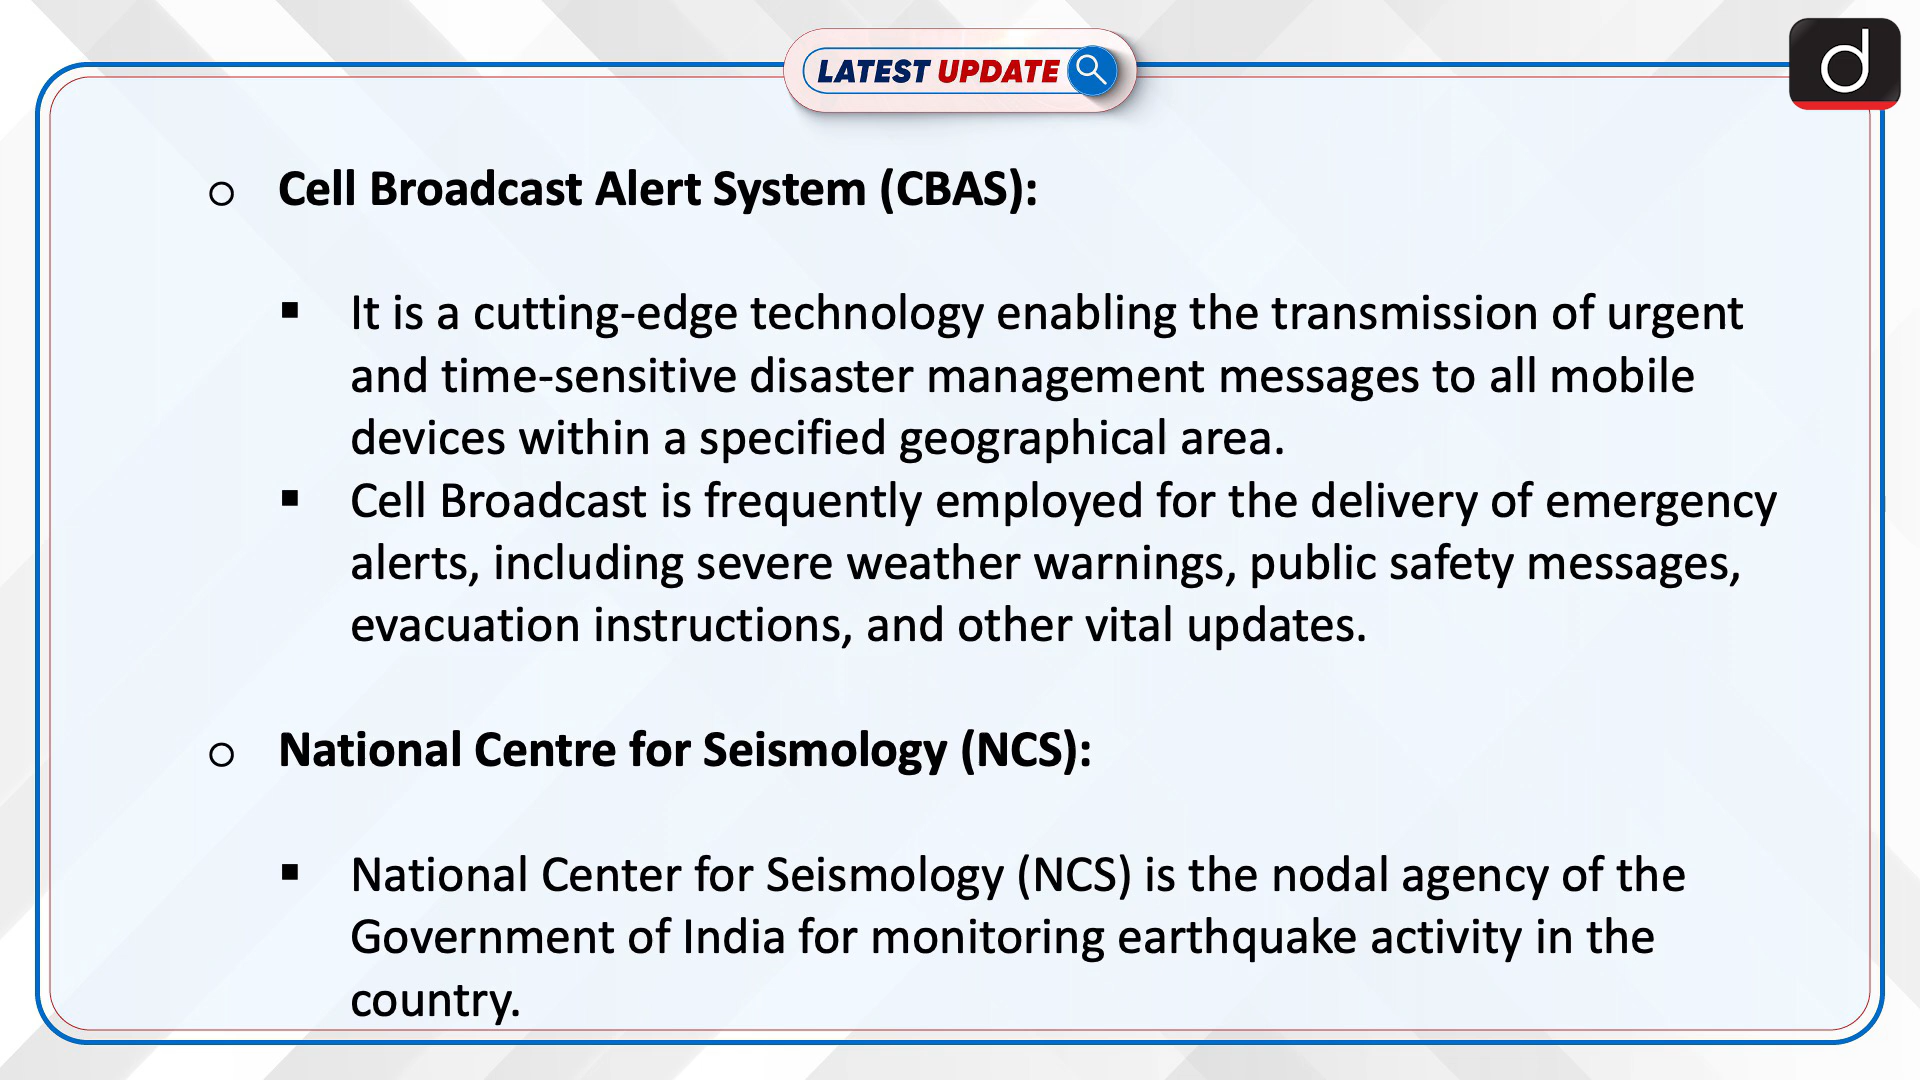 LATEST UPDATE
d
o Cell Broadcast Alert System (CBAS):
▪ It is a cutting-edge technology enabling the transmission of urgent
and time-sensitive disaster management messages to all mobile
devices within a specified geographical area.
▪ Cell Broadcast is frequently employed for the delivery of emergency
alerts, including severe weather warnings, public safety messages,
evacuation instructions, and other vital updates.
o National Centre for Seismology (NCS):
▪ National Center for Seismology (NCS) is the nodal agency of the
Government of India for monitoring earthquake activity in the
country.